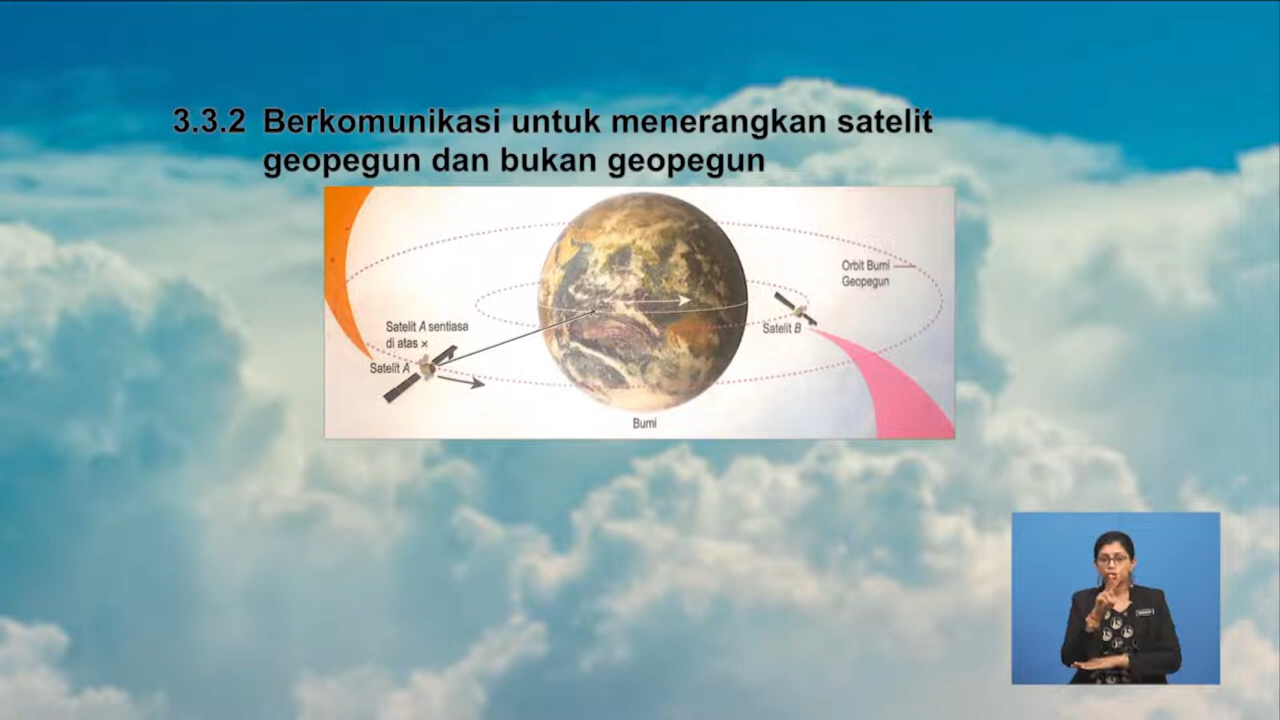 3.3.2 Berkomunikasi untuk menerangkan satelit
geopegun dan bukan geopegun
Orbit Bumi
Geopegun
Satelit A sentiasa
di atas ×
Satelit A
Satelit B
Bumi